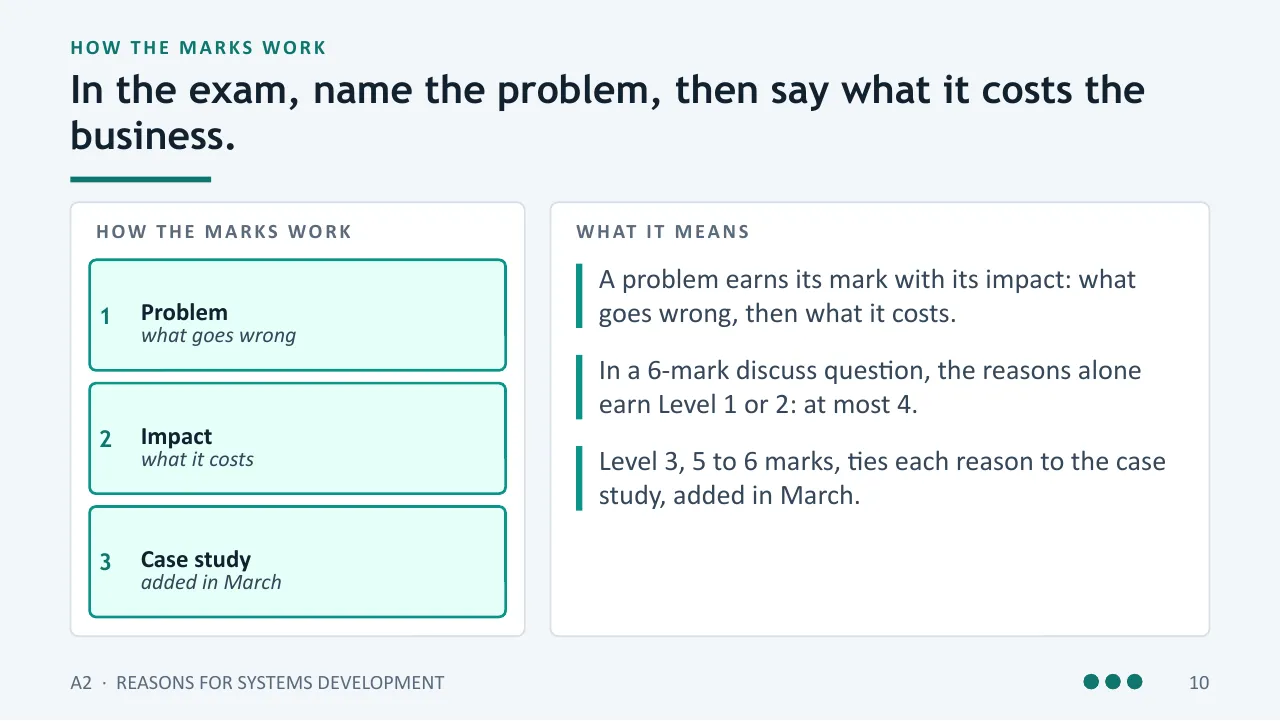 HOW THE MARKS WORK
In the exam, name the problem, then say what it costs the
business.
HOW THE MARKS WORK
1
Problem
what goes wrong
2
Impact
what it costs
3
Case study
added in March
WHAT IT MEANS
A problem earns its mark with its impact: what
goes wrong, then what it costs.
In a 6-mark discuss question, the reasons alone
earn Level 1 or 2: at most 4.
Level 3, 5 to 6 marks, ties each reason to the case
study, added in March.
A2 · REASONS FOR SYSTEMS DEVELOPMENT
10